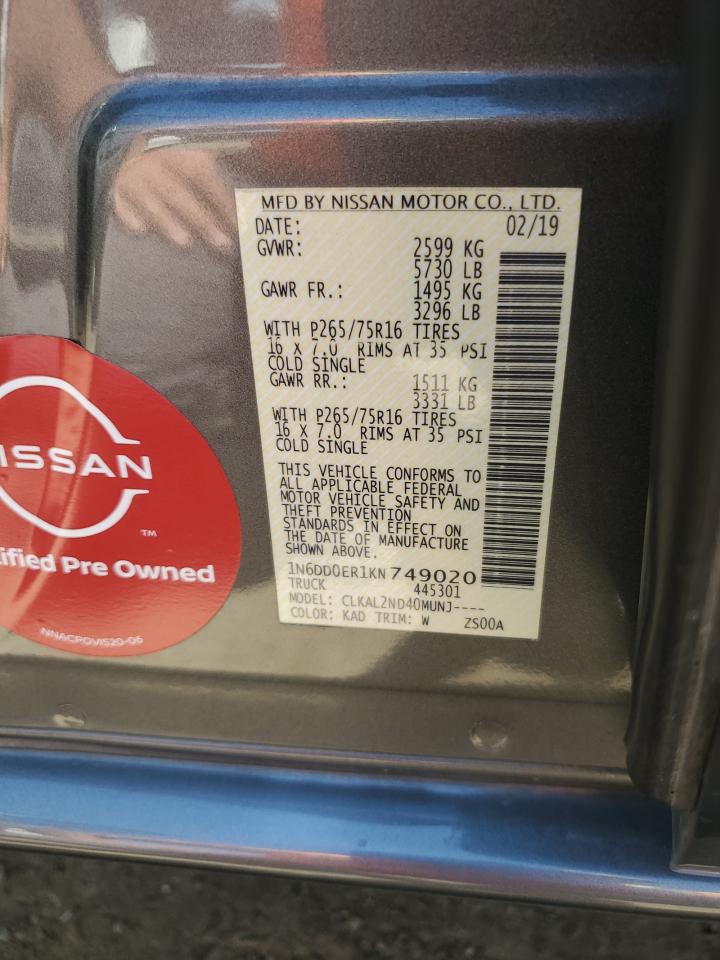 MFD BY NISSAN MOTOR CO., LTD.
DATE: 02/19
GVWR: 2599 KG
5730 LB
GAWR FR.: 1495 KG
3296 LB
WITH P265/75R16 TIRES
16 X 7.0 RIMS AT 35 PSI
COLD SINGLE
GAWR RR.: 1511 KG
3331 LB
WITH P265/75R16 TIRES
16 X 7.0 RIMS AT 35 PSI
COLD SINGLE
THIS VEHICLE CONFORMS TO
ALL APPLICABLE FEDERAL
MOTOR VEHICLE SAFETY AND
THEFT PREVENTION
STANDARDS IN EFFECT ON
THE DATE OF MANUFACTURE
SHOWN ABOVE.
1N6DD0ER1KN749020
TRUCK 445301
MODEL: CLKAL2ND40MUNJ----
COLOR: KAD TRIM: W ZS00A
ISSAN
TM
ified Pre Owned
NNACPOVIS20-06